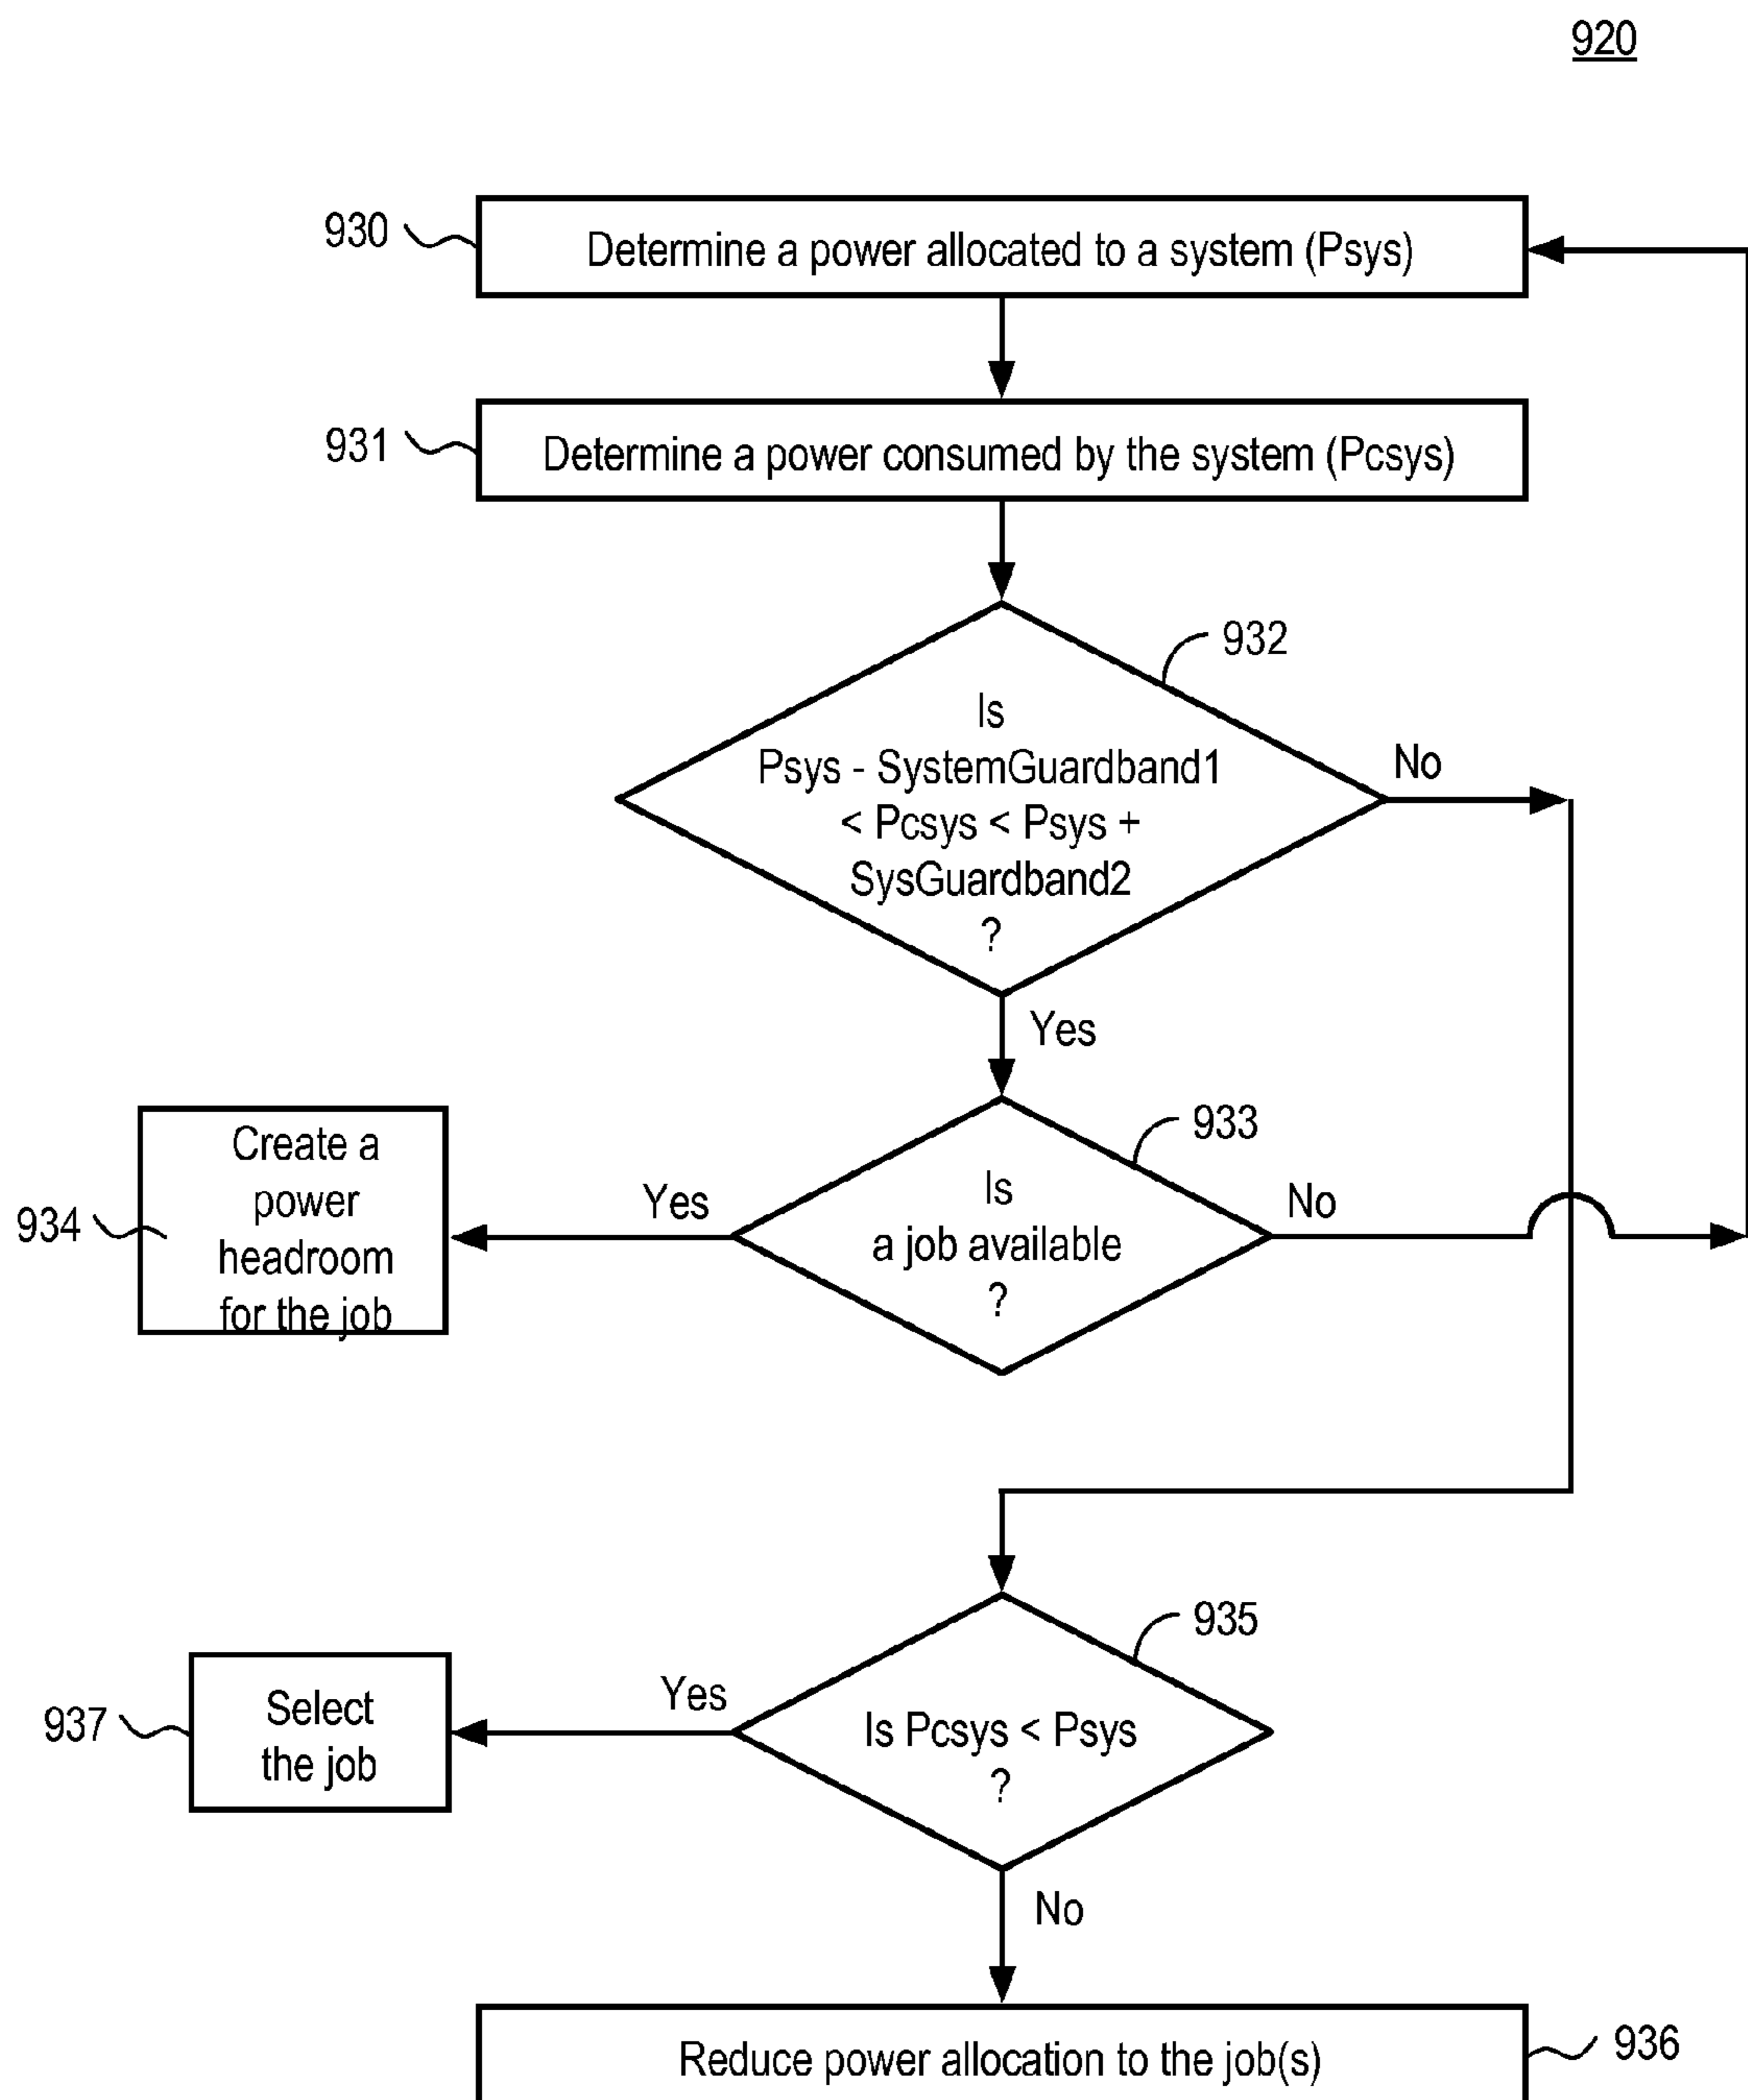 920
930
Determine a power allocated to a system (Psys)
931
Determine a power consumed by the system (Pcsys)
932
Is
Psys - SystemGuardband1
< Pcsys < Psys +
SysGuardband2
?
No
Yes
933
Is
a job available
?
Yes
No
934
Create a
power
headroom
for the job
935
Is Pcsys < Psys
?
Yes
937
Select
the job
No
Reduce power allocation to the job(s)
936